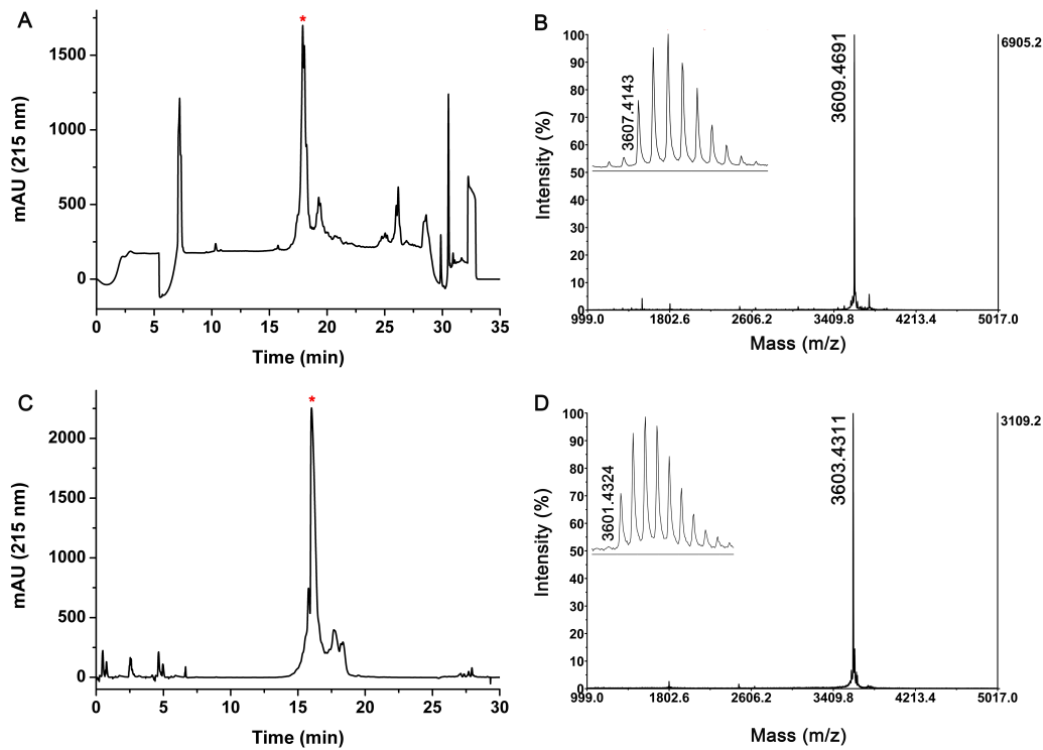 A
*
1500
1000
500
0
mAU (215 nm)
0 5 10 15 20 25 30 35
Time (min)
B
3609.4691
6905.2
3607.4143
100
90
80
70
60
50
40
30
20
10
0
Intensity (%)
999.0 1802.6 2606.2 3409.8 4213.4 5017.0
Mass (m/z)
C
*
2000
1500
1000
500
0
mAU (215 nm)
0 5 10 15 20 25 30
Time (min)
D
3603.4311
3109.2
3601.4324
100
90
80
70
60
50
40
30
20
10
0
Intensity (%)
999.0 1802.6 2606.2 3409.8 4213.4 5017.0
Mass (m/z)